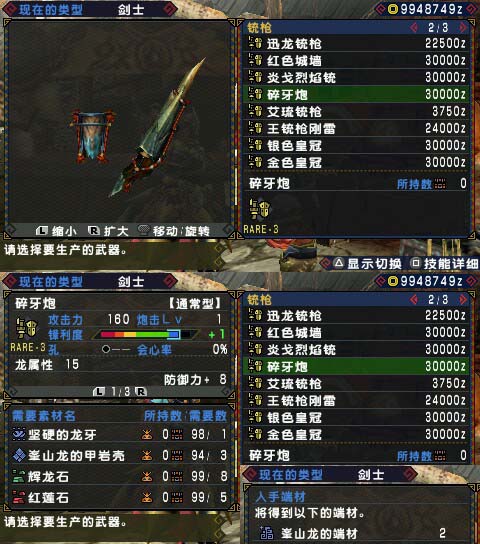 现在的类型 剑士
9948749z
铳枪 2/3
迅龙铳枪 22500z
红色城墙 30000z
炎戈烈焰铳 30000z
碎牙炮 30000z
艾琉铳枪 3750z
王铳枪刚雷 24000z
银色皇冠 30000z
金色皇冠 30000z
碎牙炮 所持数 0
RARE-3
L 缩小 R 扩大 移动/旋转
请选择要生产的武器。
△显示切换 □技能详细
现在的类型 剑士
9948749z
碎牙炮 【通常型】
攻击力 160 炮击Lv 1
锋利度 +1
RARE-3 孔 ○—— 会心率 0%
龙属性 15
防御力+ 8
L 1/3 R
需要素材名 所持数/需要数
坚硬的龙牙 0 98/ 1
峯山龙的甲岩壳 0 94/ 3
辉龙石 0 99/ 8
红莲石 0 99/ 5
请选择要生产的武器。
铳枪 2/3
迅龙铳枪 22500z
红色城墙 30000z
炎戈烈焰铳 30000z
碎牙炮 30000z
艾琉铳枪 3750z
王铳枪刚雷 24000z
银色皇冠 30000z
金色皇冠 30000z
碎牙炮 所持数 0
现在的类型 剑士
入手端材
将得到以下的端材。
峯山龙的端材 2